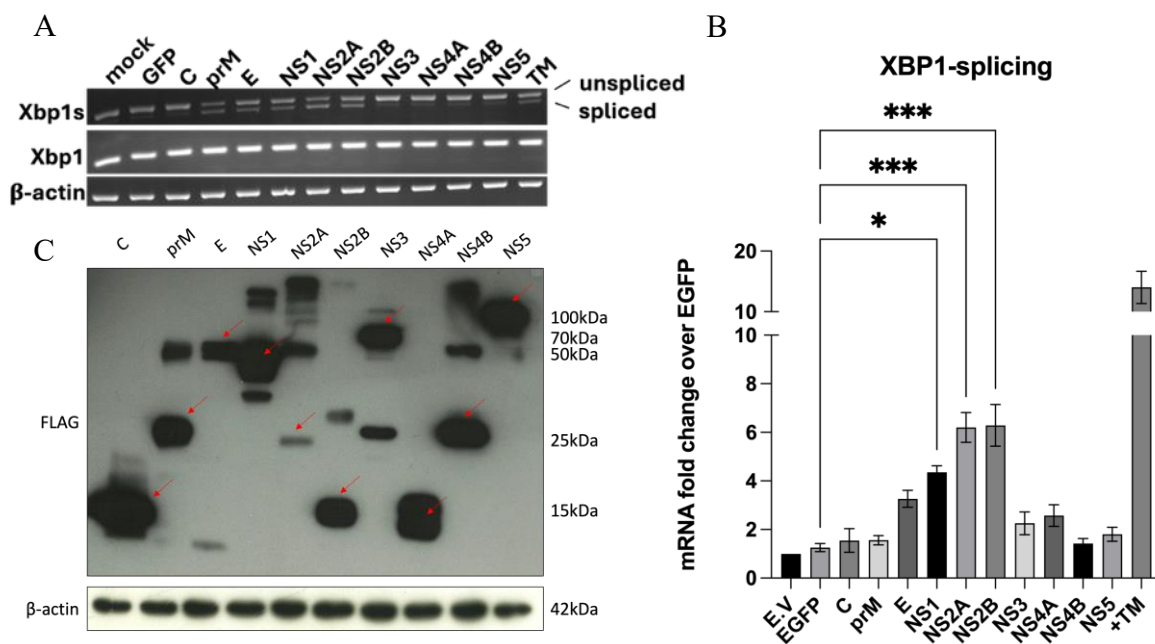 A
mock GFP C prM E NS1 NS2A NS2B NS3 NS4A NS4B NS5 TM
unspliced
Xbp1s
spliced
Xbp1
β-actin
B
XBP1-splicing
***
***
*
mRNA fold change over EGFP
20
10
10
8
6
4
2
0
E.V EGFP C prM E NS1 NS2A NS2B NS3 NS4A NS4B NS5 +TM
C
C prM E NS1 NS2A NS2B NS3 NS4A NS4B NS5
100kDa
70kDa
50kDa
FLAG
25kDa
15kDa
β-actin
42kDa